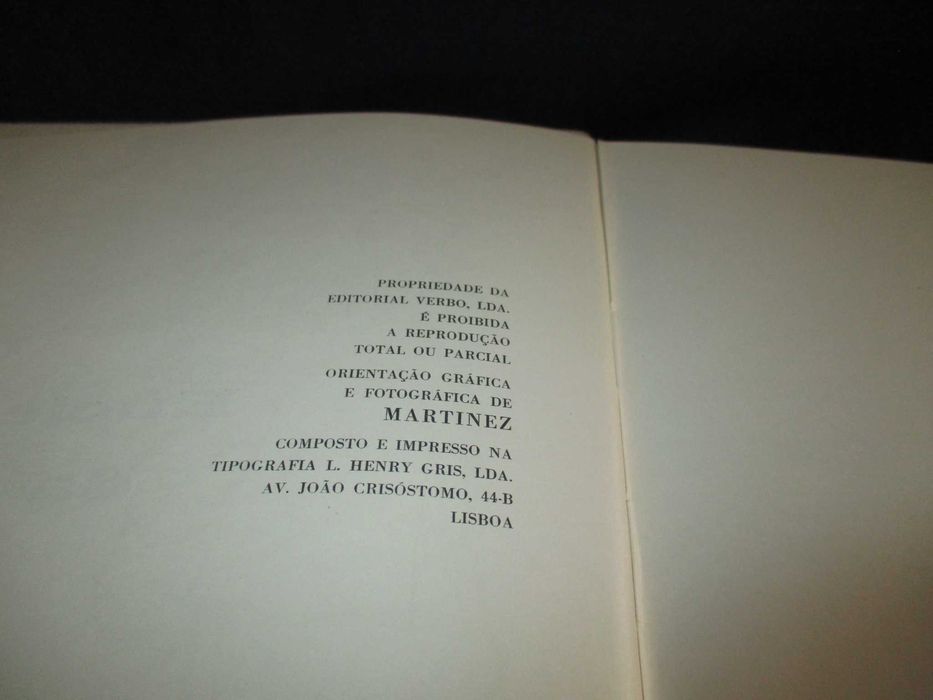 PROPRIEDADE DA
EDITORIAL VERBO, LDA.
É PROIBIDA
A REPRODUÇÃO
TOTAL OU PARCIAL
ORIENTAÇÃO GRÁFICA
E FOTOGRÁFICA DE
MARTINEZ
COMPOSTO E IMPRESSO NA
TIPOGRAFIA L. HENRY GRIS, LDA.
AV. JOÃO CRISÓSTOMO, 44-B
LISBOA